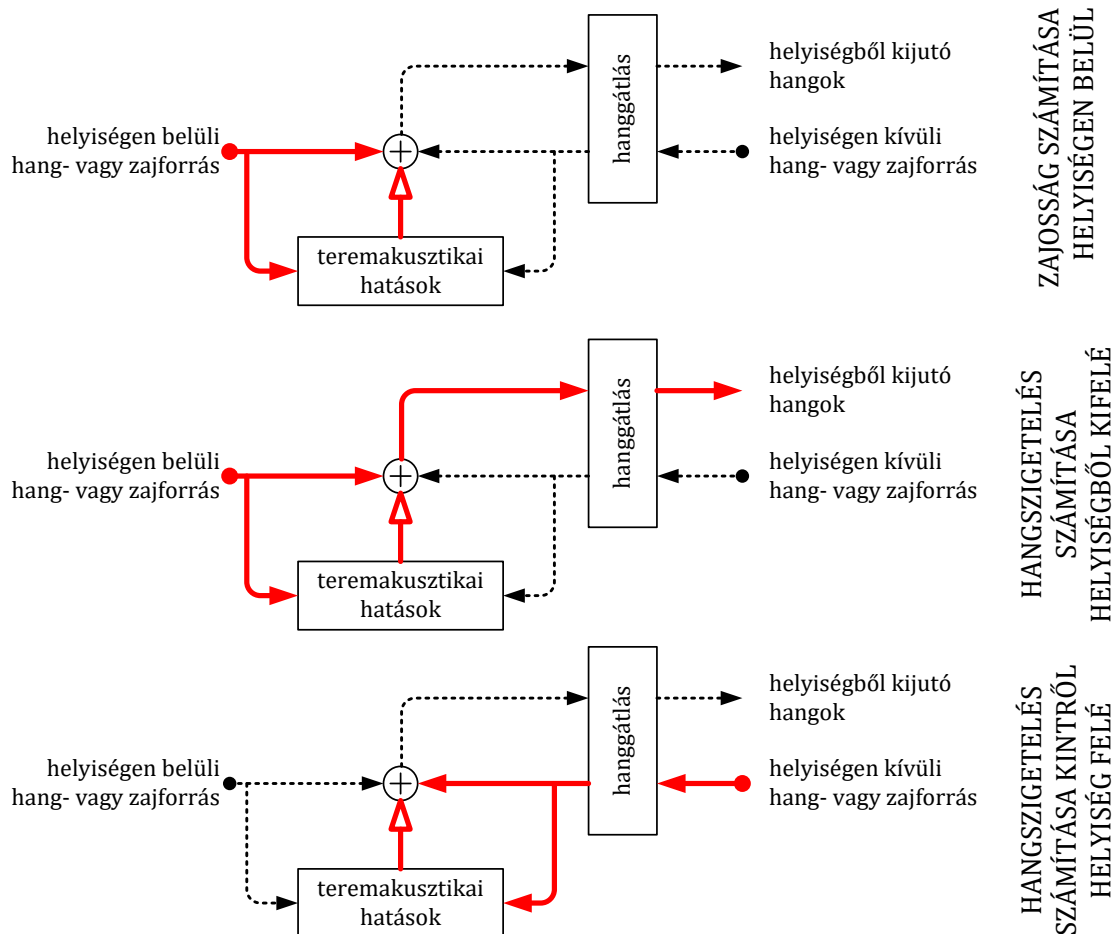 helyiségen belüli
hang- vagy zajforrás
+
teremakusztikai
hatások
hanggátlás
helyiségből kijutó
hangok
helyiségen kívüli
hang- vagy zajforrás
ZAJOSSÁG SZÁMÍTÁSA
HELYISÉGEN BELÜL
helyiségen belüli
hang- vagy zajforrás
+
teremakusztikai
hatások
hanggátlás
helyiségből kijutó
hangok
helyiségen kívüli
hang- vagy zajforrás
HANGSZIGETELÉS
SZÁMÍTÁSA
HELYISÉGBŐL KIFELÉ
helyiségen belüli
hang- vagy zajforrás
+
teremakusztikai
hatások
hanggátlás
helyiségből kijutó
hangok
helyiségen kívüli
hang- vagy zajforrás
HANGSZIGETELÉS
SZÁMÍTÁSA KINTRŐL
HELYISÉG FELÉ